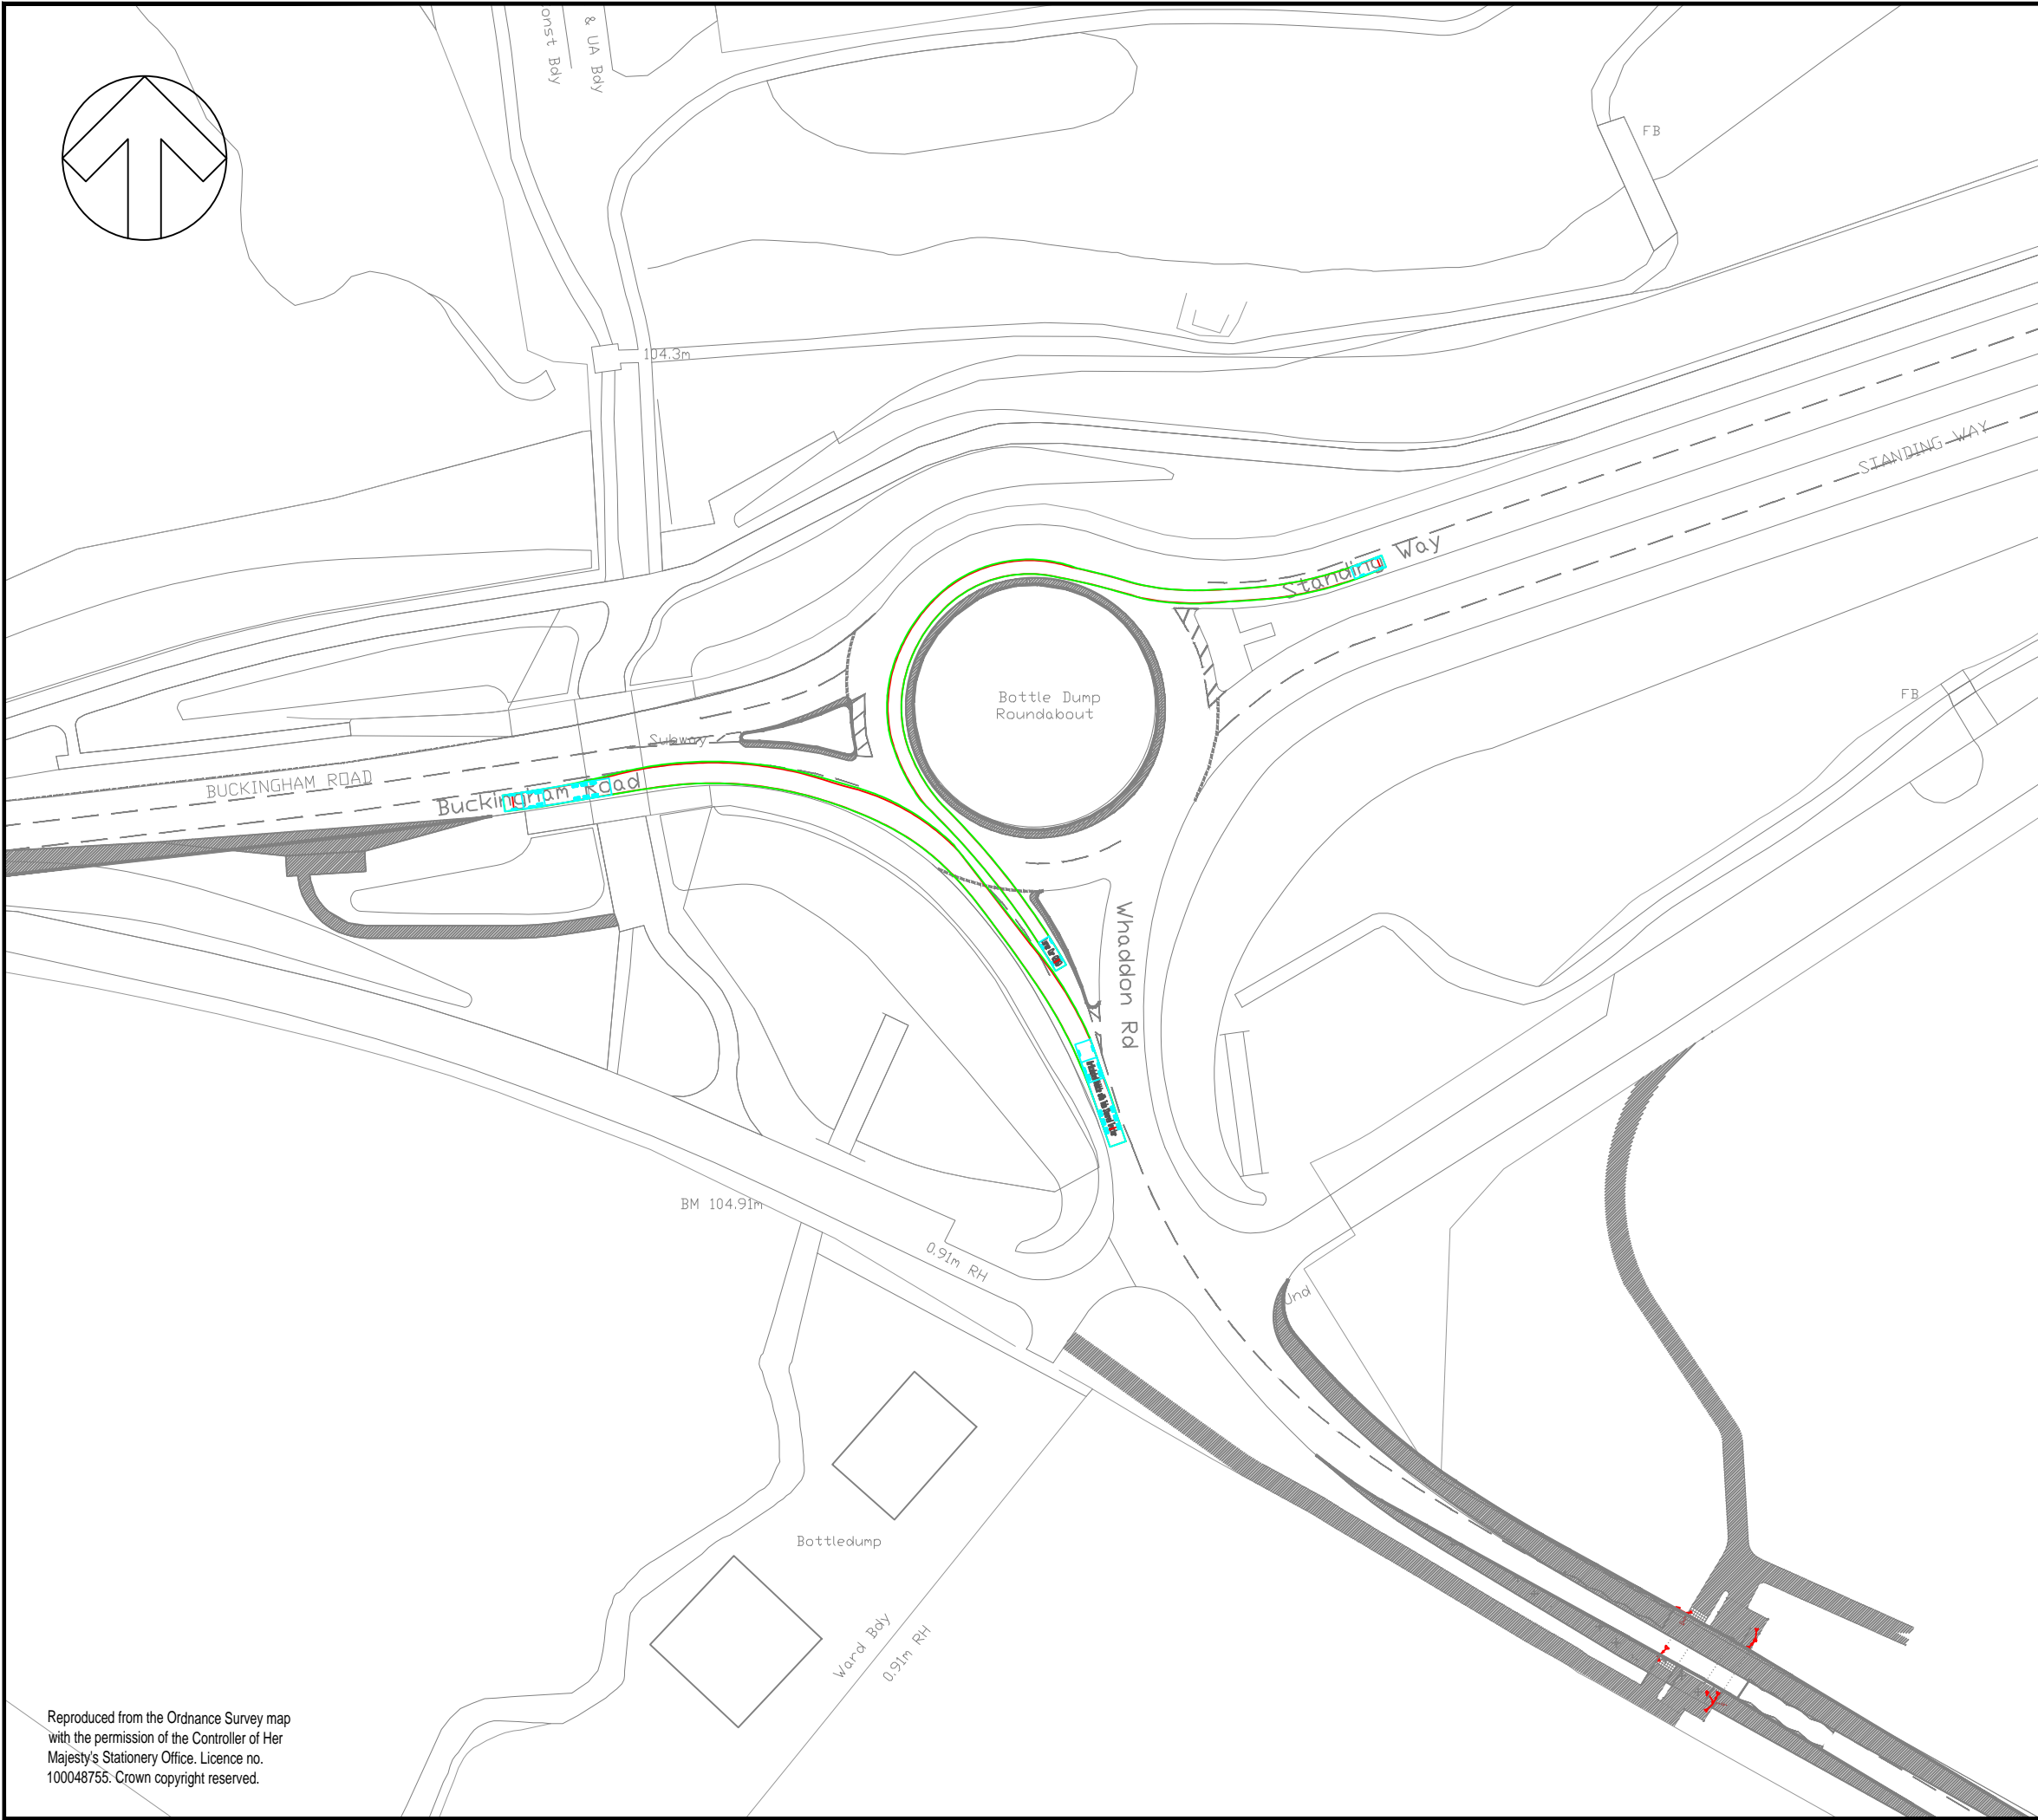 onst Bdy
& UA Bdy
FB
104.3m
STANDING WAY
Standing Way
Bottle Dump
Roundabout
FB
Subway
BUCKINGHAM ROAD
Buckingham Road
Whaddon Rd
BM 104.91m
0.91m RH
Und
Bottledump
Ward Bdy
0.91m RH
Reproduced from the Ordnance Survey map
with the permission of the Controller of Her
Majesty's Stationery Office. Licence no.
100048755. Crown copyright reserved.